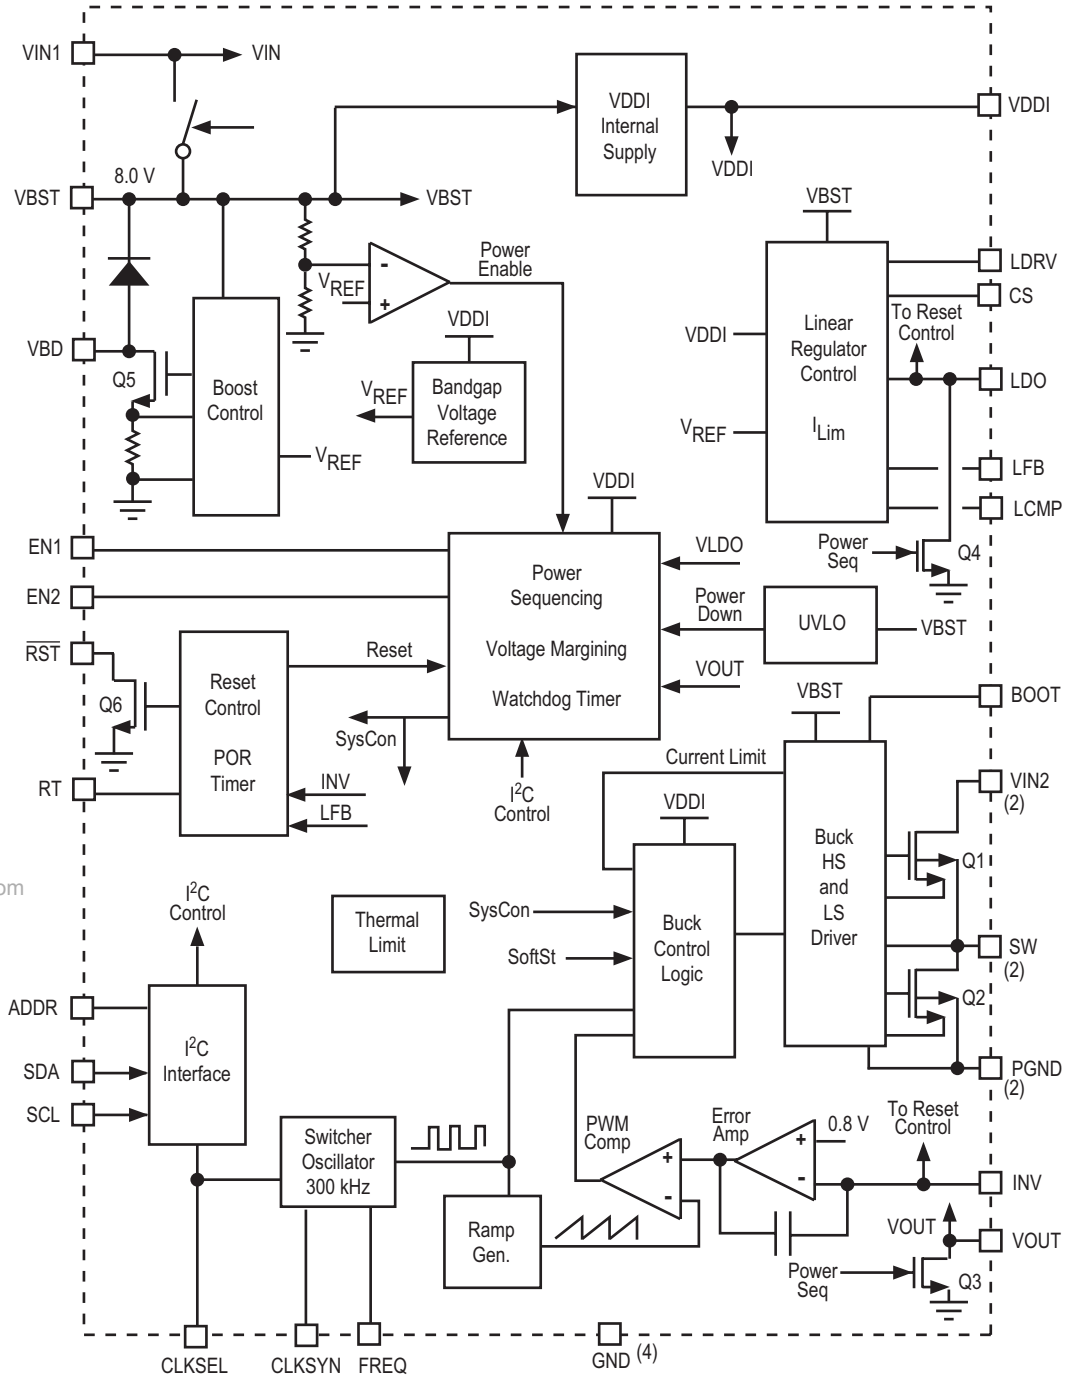 VIN1
VIN
8.0 V
VBST
VBST
VDDI
Internal
Supply
VDDI
VDDI
VBST
Power
Enable
VREF
-
+
VDDI
Bandgap
Voltage
Reference
VREF
VBD
Q5
Boost
Control
VREF
Linear
Regulator
Control
ILim
VDDI
VREF
To Reset
Control
LDRV
CS
LDO
LFB
LCMP
Power
Seq
Q4
EN1
EN2
VDDI
Power
Sequencing
Voltage Margining
Watchdog Timer
VLDO
Power
Down
UVLO
VBST
VOUT
RST
Q6
Reset
Control
POR
Timer
Reset
SysCon
INV
LFB
RT
I2C
Control
Current Limit
VDDI
VBST
BOOT
VIN2
(2)
Buck
HS
and
LS
Driver
Q1
SW
(2)
Q2
PGND
(2)
om
I2C
Control
Thermal
Limit
SysCon
SoftSt
Buck
Control
Logic
ADDR
SDA
SCL
I2C
Interface
Switcher
Oscillator
300 kHz
Ramp
Gen.
PWM
Comp
+
-
Error
Amp
+
-
0.8 V
To Reset
Control
INV
VOUT
VOUT
Power
Seq
Q3
CLKSEL
CLKSYN
FREQ
GND (4)